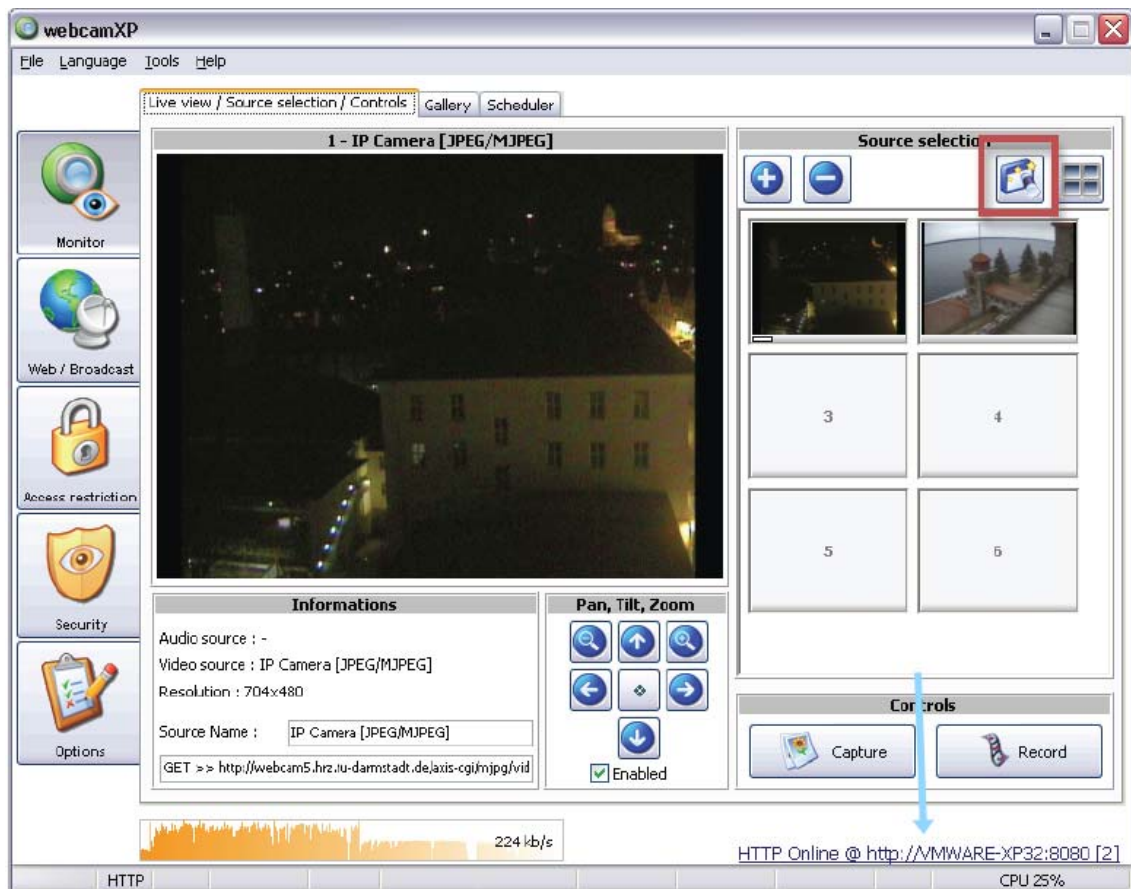 webcamXP
File Language Tools Help
Live view / Source selection / Controls Gallery Scheduler
1 - IP Camera [JPEG/MJPEG]
Source selection
Monitor
Web / Broadcast
Access restriction
Security
Options
3 4
5 6
Informations
Audio source : -
Video source : IP Camera [JPEG/MJPEG]
Resolution : 704x480
Source Name : IP Camera [JPEG/MJPEG]
GET >> http://webcam5.hrz.tu-darmstadt.de/axis-cgi/mjpg/vid
Pan, Tilt, Zoom
Enabled
Controls
Capture Record
224 kb/s
HTTP Online @ http://VMWARE-XP32:8080 [2]
HTTP CPU 25%